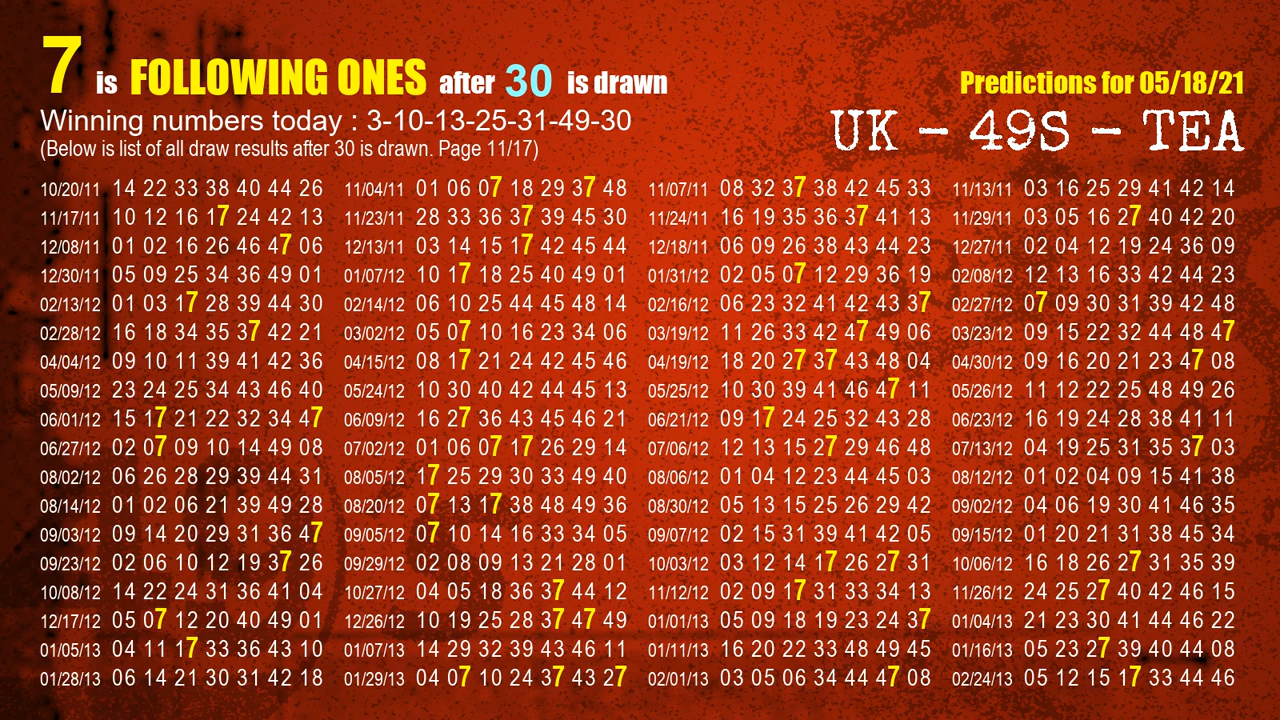 7 is FOLLOWING ONES after 30 is drawn
Predictions for 05/18/21
Winning numbers today : 3-10-13-25-31-49-30
UK - 49S - TEA
(Below is list of all draw results after 30 is drawn. Page 11/17)
10/20/11 14 22 33 38 40 44 26 11/04/11 01 06 07 18 29 37 48 11/07/11 08 32 37 38 42 45 33 11/13/11 03 16 25 29 41 42 14
11/17/11 10 12 16 17 24 42 13 11/23/11 28 33 36 37 39 45 30 11/24/11 16 19 35 36 37 41 13 11/29/11 03 05 16 27 40 42 20
12/08/11 01 02 16 26 46 47 06 12/13/11 03 14 15 17 42 45 44 12/18/11 06 09 26 38 43 44 23 12/27/11 02 04 12 19 24 36 09
12/30/11 05 09 25 34 36 49 01 01/07/12 10 17 18 25 40 49 01 01/31/12 02 05 07 12 29 36 19 02/08/12 12 13 16 33 42 44 23
02/13/12 01 03 17 28 39 44 30 02/14/12 06 10 25 44 45 48 14 02/16/12 06 23 32 41 42 43 37 02/27/12 07 09 30 31 39 42 48
02/28/12 16 18 34 35 37 42 21 03/02/12 05 07 10 16 23 34 06 03/19/12 11 26 33 42 47 49 06 03/23/12 09 15 22 32 44 48 47
04/04/12 09 10 11 39 41 42 36 04/15/12 08 17 21 24 42 45 46 04/19/12 18 20 27 37 43 48 04 04/30/12 09 16 20 21 23 47 08
05/09/12 23 24 25 34 43 46 40 05/24/12 10 30 40 42 44 45 13 05/25/12 10 30 39 41 46 47 11 05/26/12 11 12 22 25 48 49 26
06/01/12 15 17 21 22 32 34 47 06/09/12 16 27 36 43 45 46 21 06/21/12 09 17 24 25 32 43 28 06/23/12 16 19 24 28 38 41 11
06/27/12 02 07 09 10 14 49 08 07/02/12 01 06 07 17 26 29 14 07/06/12 12 13 15 27 29 46 48 07/13/12 04 19 25 31 35 37 03
08/02/12 06 26 28 29 39 44 31 08/05/12 17 25 29 30 33 49 40 08/06/12 01 04 12 23 44 45 03 08/12/12 01 02 04 09 15 41 38
08/14/12 01 02 06 21 39 49 28 08/20/12 07 13 17 38 48 49 36 08/30/12 05 13 15 25 26 29 42 09/02/12 04 06 19 30 41 46 35
09/03/12 09 14 20 29 31 36 47 09/05/12 07 10 14 16 33 34 05 09/07/12 02 15 31 39 41 42 05 09/15/12 01 20 21 31 38 45 34
09/23/12 02 06 10 12 19 37 26 09/29/12 02 08 09 13 21 28 01 10/03/12 03 12 14 17 26 27 31 10/06/12 16 18 26 27 31 35 39
10/08/12 14 22 24 31 36 41 04 10/27/12 04 05 18 36 37 44 12 11/12/12 02 09 17 31 33 34 13 11/26/12 24 25 27 40 42 46 15
12/17/12 05 07 12 20 40 49 01 12/26/12 10 19 25 28 37 47 49 01/01/13 05 09 18 19 23 24 37 01/04/13 21 23 30 41 44 46 22
01/05/13 04 11 17 33 36 43 10 01/07/13 14 29 32 39 43 46 11 01/11/13 16 20 22 33 48 49 45 01/16/13 05 23 27 39 40 44 08
01/28/13 06 14 21 30 31 42 18 01/29/13 04 07 10 24 37 43 27 02/01/13 03 05 06 34 44 47 08 02/24/13 05 12 15 17 33 44 46